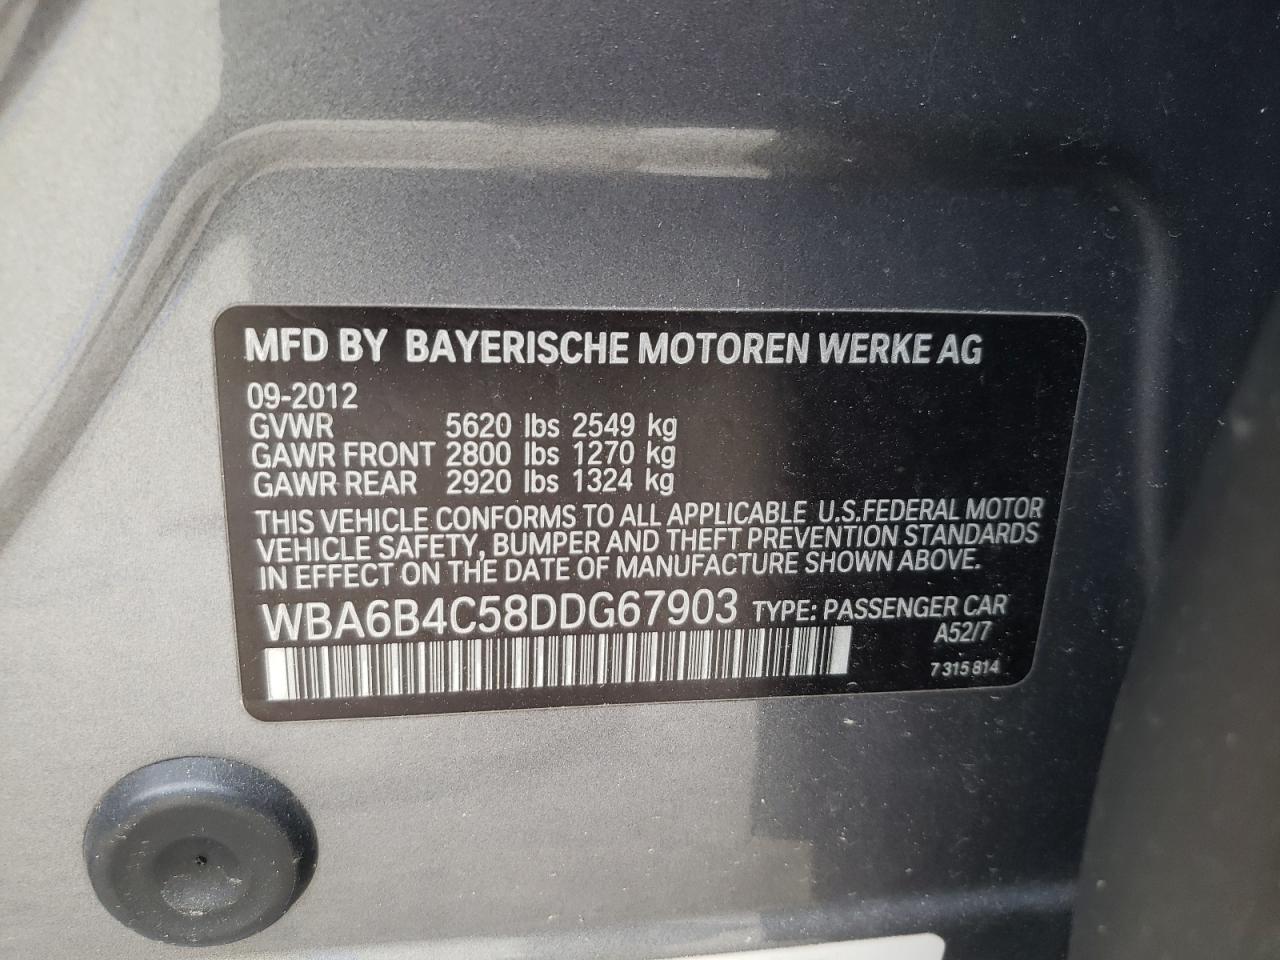 MFD BY BAYERISCHE MOTOREN WERKE AG
09-2012
GVWR 5620 lbs 2549 kg
GAWR FRONT 2800 lbs 1270 kg
GAWR REAR 2920 lbs 1324 kg
THIS VEHICLE CONFORMS TO ALL APPLICABLE U.S.FEDERAL MOTOR
VEHICLE SAFETY, BUMPER AND THEFT PREVENTION STANDARDS
IN EFFECT ON THE DATE OF MANUFACTURE SHOWN ABOVE.
WBA6B4C58DDG67903 TYPE: PASSENGER CAR
A52/7
7 315 814